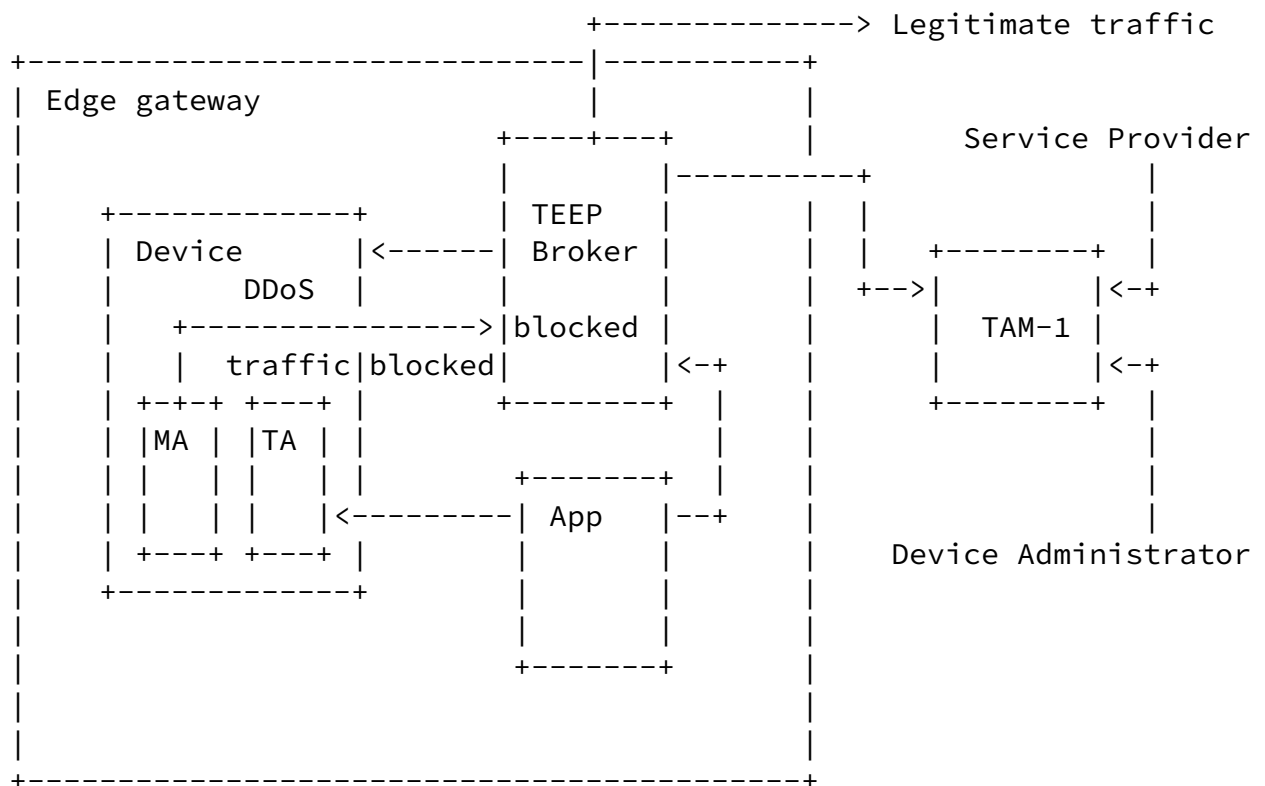 Legitimate traffic
Edge gateway
Service Provider
TEEP
Device Broker
DDoS
blocked TAM-1
traffic blocked
MA TA
App
Device Administrator